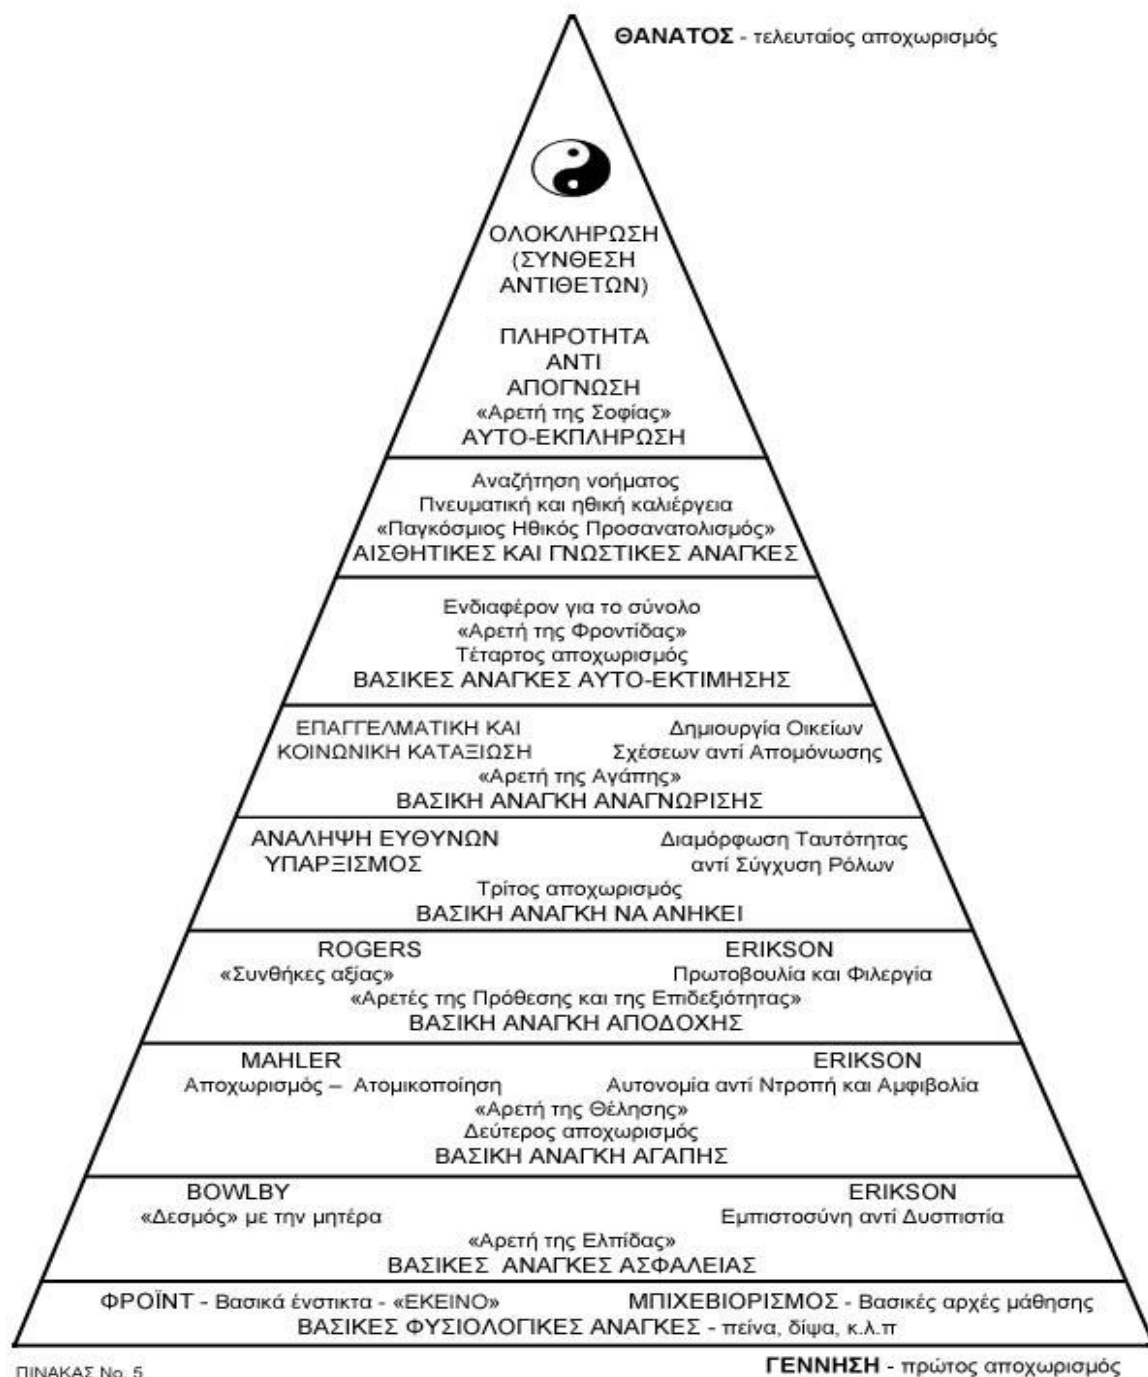 ΘΑΝΑΤΟΣ - τελευταίος αποχωρισμός
ΟΛΟΚΛΗΡΩΣΗ
(ΣΥΝΘΕΣΗ
ΑΝΤΙΘΕΤΩΝ)
ΠΛΗΡΟΤΗΤΑ
ΑΝΤΙ
ΑΠΟΓΝΩΣΗ
«Αρετή της Σοφίας»
ΑΥΤΟ-ΕΚΠΛΗΡΩΣΗ
Αναζήτηση νοήματος
Πνευματική και ηθική καλιέργεια
«Παγκόσμιος Ηθικός Προσανατολισμός»
ΑΙΣΘΗΤΙΚΕΣ ΚΑΙ ΓΝΩΣΤΙΚΕΣ ΑΝΑΓΚΕΣ
Ενδιαφέρον για το σύνολο
«Αρετή της Φροντίδας»
Τέταρτος αποχωρισμός
ΒΑΣΙΚΕΣ ΑΝΑΓΚΕΣ ΑΥΤΟ-ΕΚΤΙΜΗΣΗΣ
ΕΠΑΓΓΕΛΜΑΤΙΚΗ ΚΑΙ Δημιουργία Οικείων
ΚΟΙΝΩΝΙΚΗ ΚΑΤΑΞΙΩΣΗ Σχέσεων αντί Απομόνωσης
«Αρετή της Αγάπης»
ΒΑΣΙΚΗ ΑΝΑΓΚΗ ΑΝΑΓΝΩΡΙΣΗΣ
ΑΝΑΛΗΨΗ ΕΥΘΥΝΩΝ Διαμόρφωση Ταυτότητας
ΥΠΑΡΞΙΣΜΟΣ αντί Σύγχυση Ρόλων
Τρίτος αποχωρισμός
ΒΑΣΙΚΗ ΑΝΑΓΚΗ ΝΑ ΑΝΗΚΕΙ
ROGERS ERIKSON
«Συνθήκες αξίας» Πρωτοβουλία και Φιλεργία
«Αρετές της Πρόθεσης και της Επιδεξιότητας»
ΒΑΣΙΚΗ ΑΝΑΓΚΗ ΑΠΟΔΟΧΗΣ
MAHLER ERIKSON
Αποχωρισμός – Ατομικοποίηση Αυτονομία αντί Ντροπή και Αμφιβολία
«Αρετή της Θέλησης»
Δεύτερος αποχωρισμός
ΒΑΣΙΚΗ ΑΝΑΓΚΗ ΑΓΑΠΗΣ
BOWLBY ERIKSON
«Δεσμός» με την μητέρα Εμπιστοσύνη αντί Δυσπιστία
«Αρετή της Ελπίδας»
ΒΑΣΙΚΕΣ ΑΝΑΓΚΕΣ ΑΣΦΑΛΕΙΑΣ
ΦΡΟΪΝΤ - Βασικά ένστικτα - «ΕΚΕΙΝΟ» ΜΠΙΧΕΒΙΟΡΙΣΜΟΣ - Βασικές αρχές μάθησης
ΒΑΣΙΚΕΣ ΦΥΣΙΟΛΟΓΙΚΕΣ ΑΝΑΓΚΕΣ - πείνα, δίψα, κ.λ.π
ΓΕΝΝΗΣΗ - πρώτος αποχωρισμός
ΠΙΝΑΚΑΣ Νο. 5